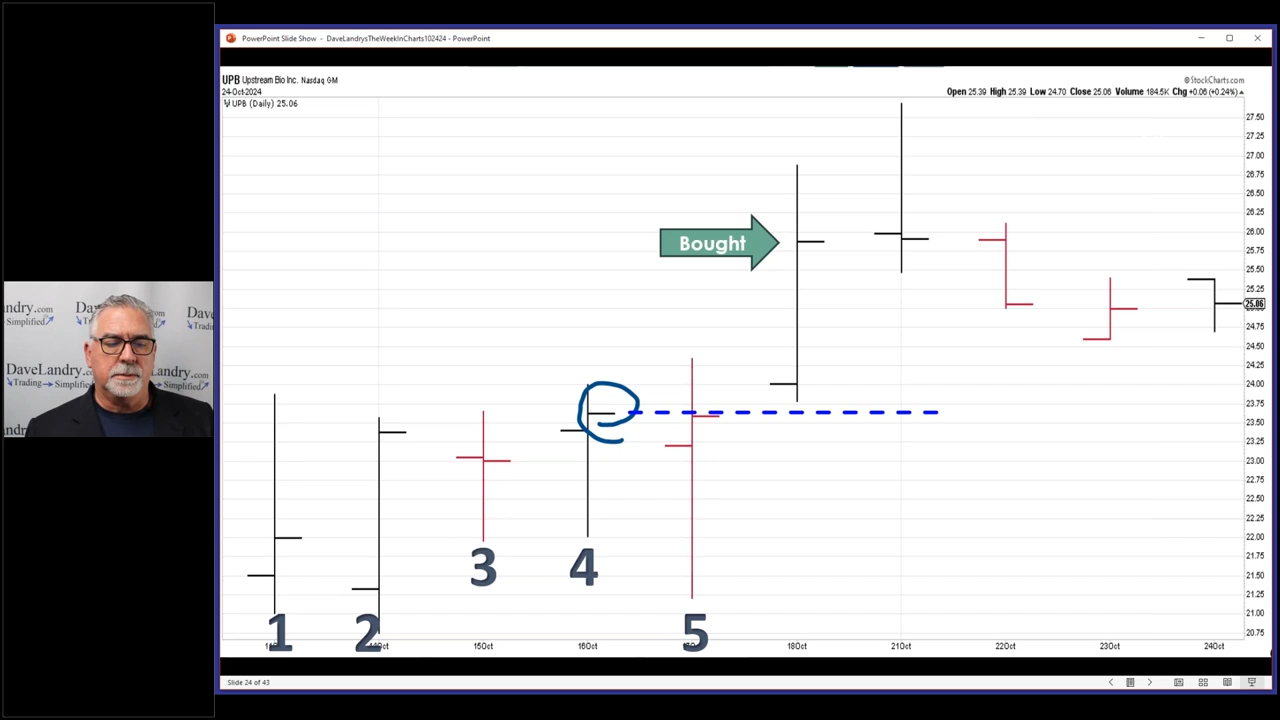 PowerPoint Slide Show - DaveLandrysTheWeekInCharts102424 - PowerPoint
UPB Upstream Bio Inc. Nasdaq GM
© StockCharts.com
24-Oct-2024
Open 25.39 High 25.39 Low 24.70 Close 25.06 Volume 184.5K Chg +0.06 (+0.24%)
UPB (Daily) 25.06
27.50
27.25
27.00
26.75
26.50
26.25
26.00
25.75
25.50
25.25
25.06
24.75
24.50
24.25
24.00
23.75
23.50
23.25
23.00
22.75
22.50
22.25
22.00
21.75
21.50
21.25
21.00
20.75
Bought
1
2
3
4
5
15Oct
16Oct
18Oct
21Oct
22Oct
23Oct
24Oct
Slide 24 of 43
ndry.com
Simplified
DaveLandry.com
Trading Simplified